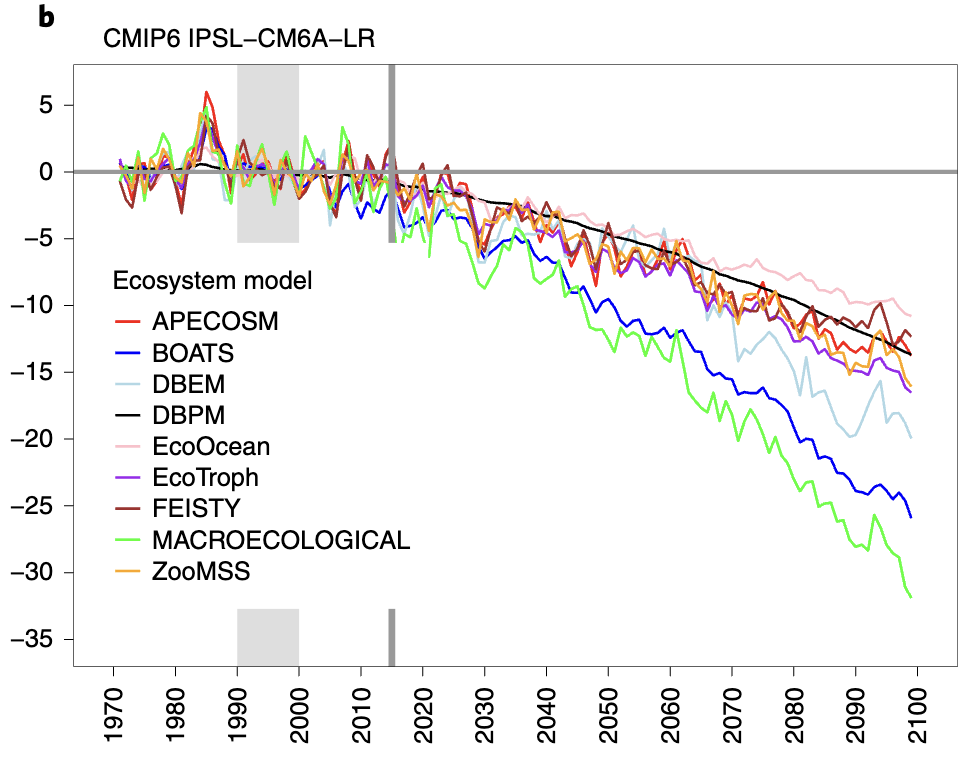 b
CMIP6 IPSL−CM6A−LR
5
0
−5
−10
−15
−20
−25
−30
−35
Ecosystem model
APECOSM
BOATS
DBEM
DBPM
EcoOcean
EcoTroph
FEISTY
MACROECOLOGICAL
ZooMSS
1970
1980
1990
2000
2010
2020
2030
2040
2050
2060
2070
2080
2090
2100